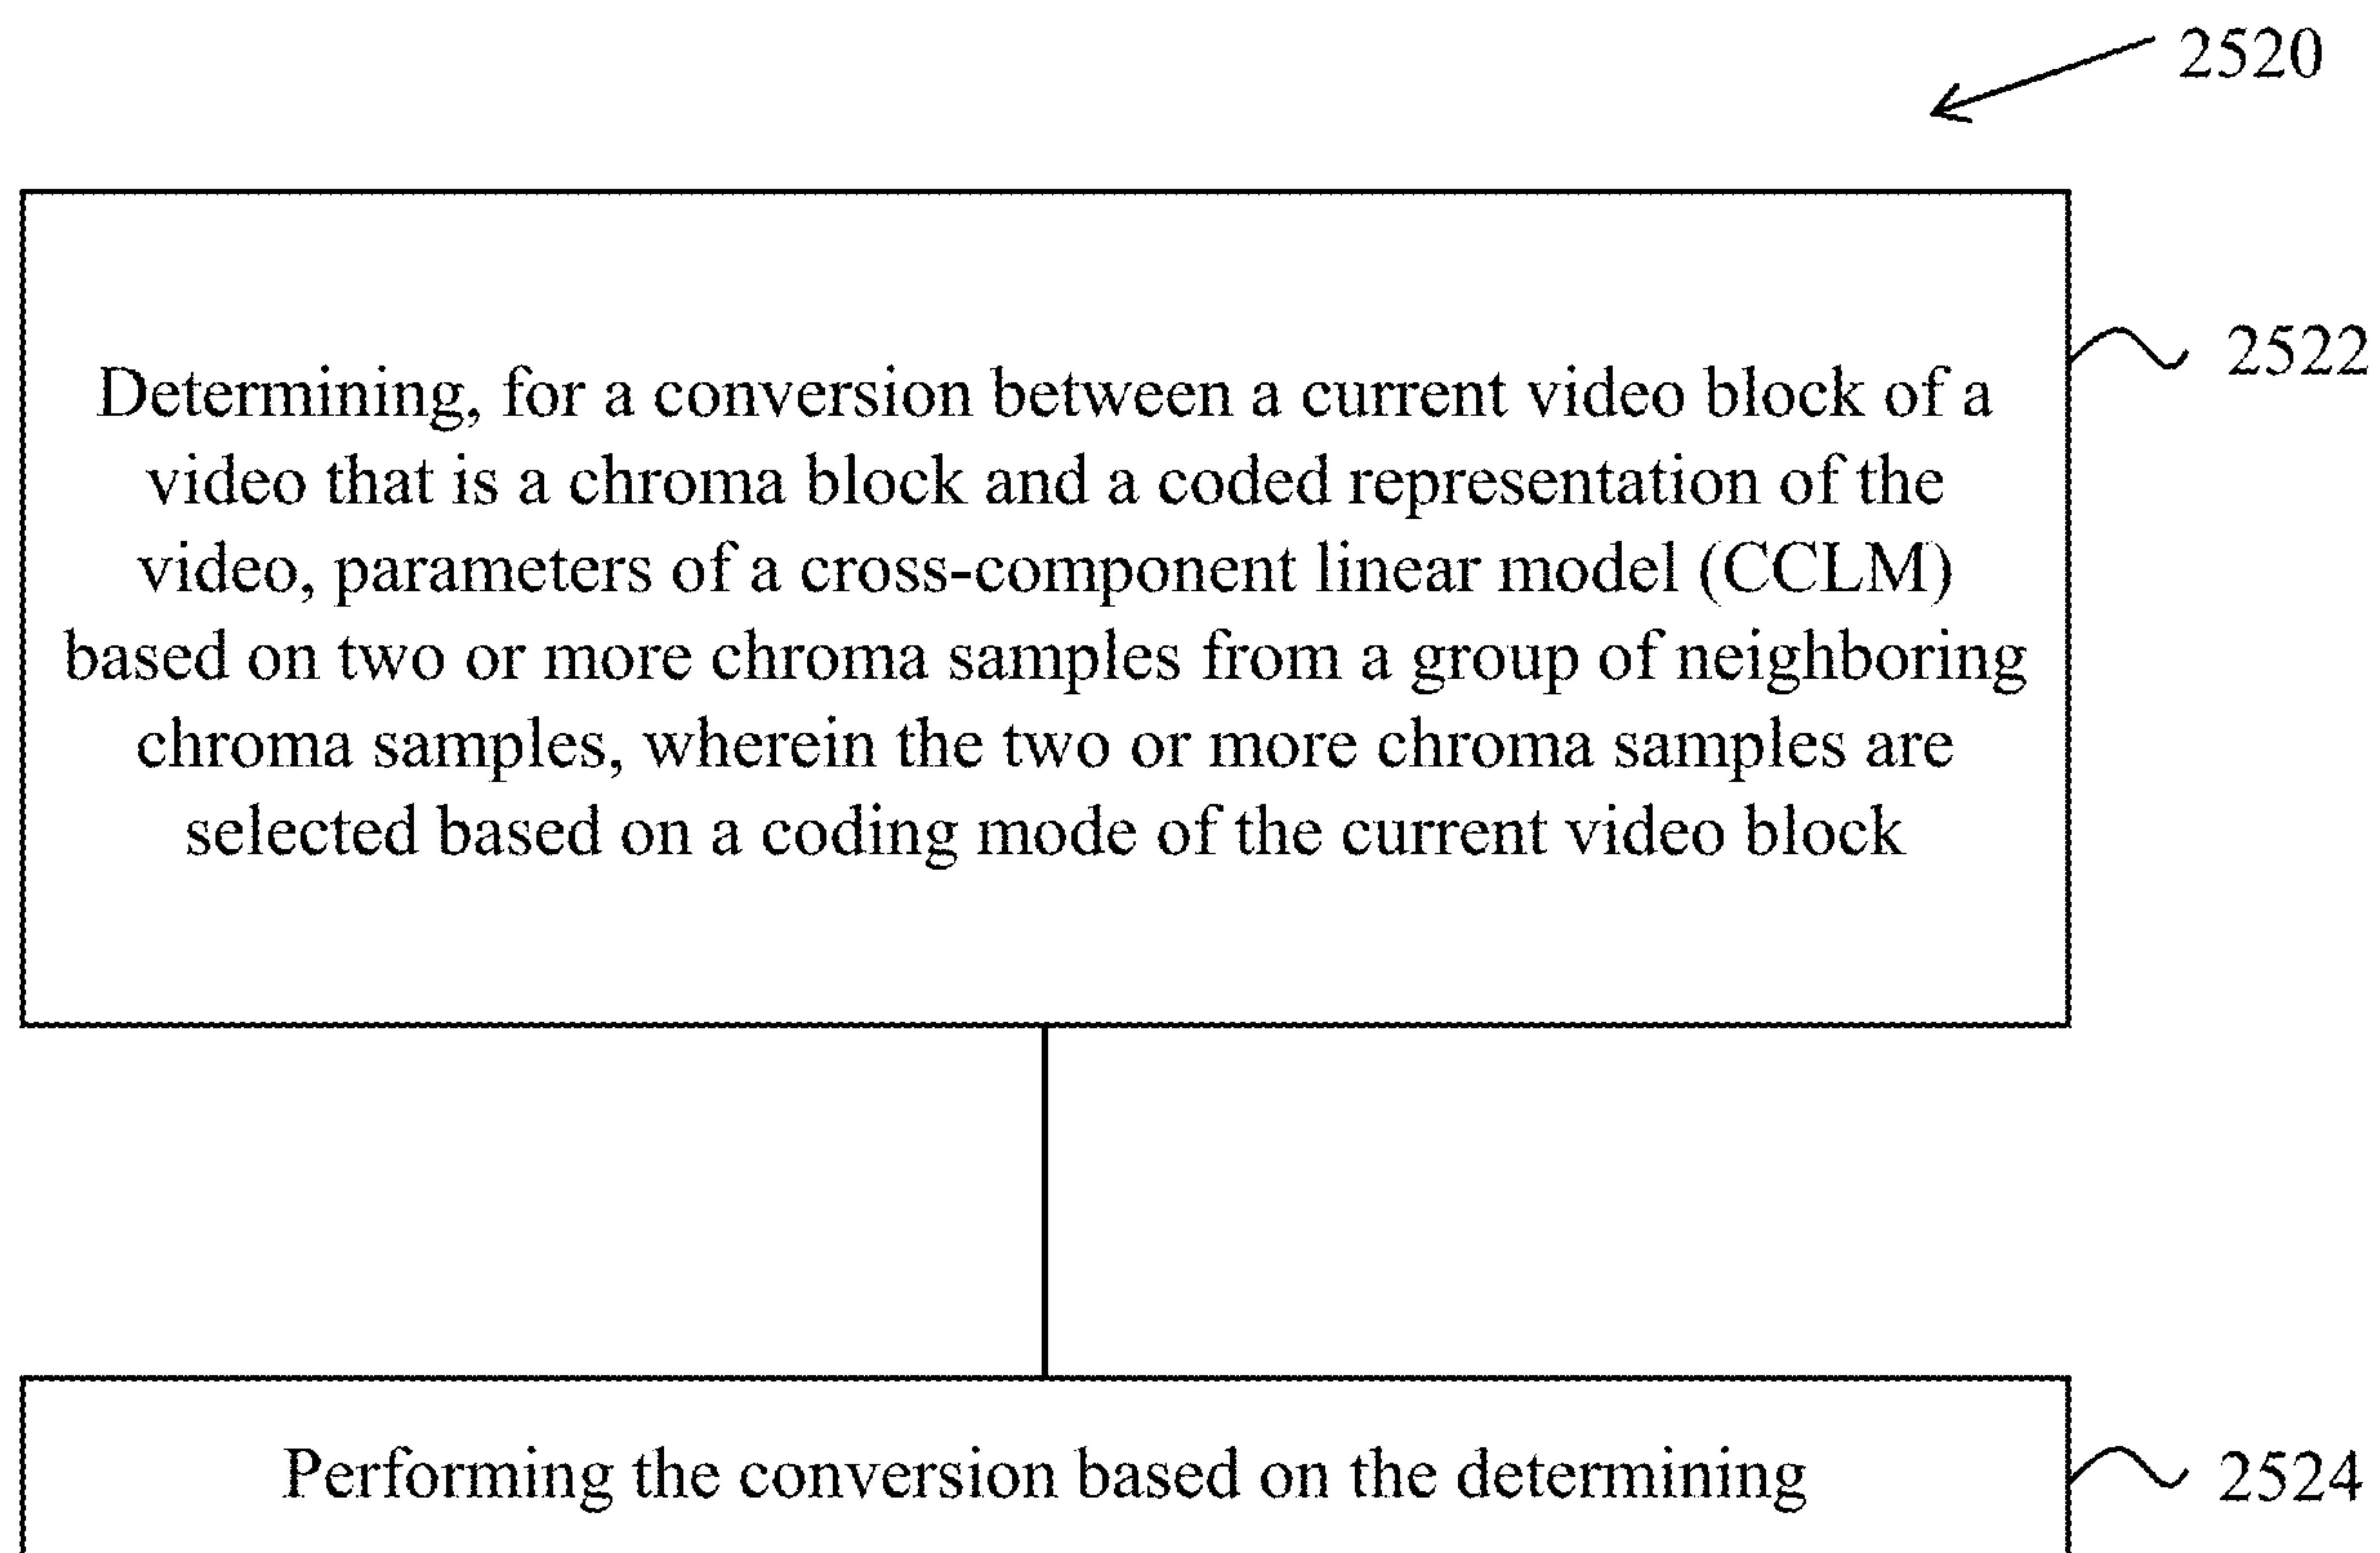 2520
2522
Determining, for a conversion between a current video block of a
video that is a chroma block and a coded representation of the
video, parameters of a cross-component linear model (CCLM)
based on two or more chroma samples from a group of neighboring
chroma samples, wherein the two or more chroma samples are
selected based on a coding mode of the current video block
Performing the conversion based on the determining
2524